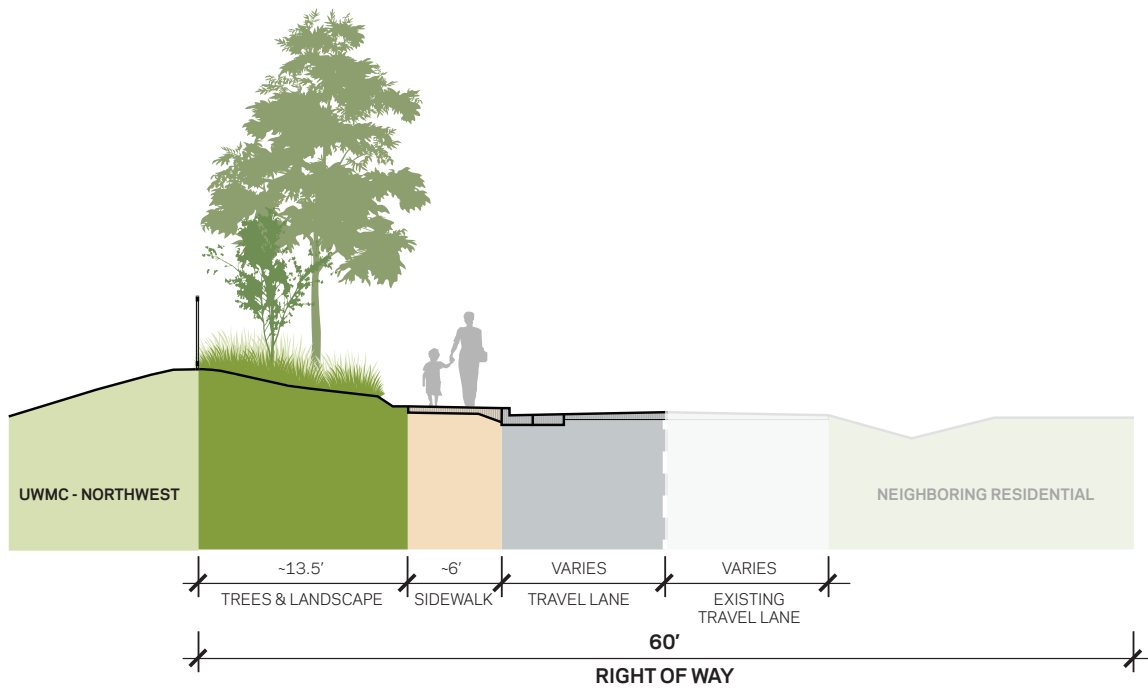 UWMC - NORTHWEST
NEIGHBORING RESIDENTIAL
~13.5′
~6′
VARIES
VARIES
TREES & LANDSCAPE
SIDEWALK
TRAVEL LANE
EXISTING
TRAVEL LANE
60′
RIGHT OF WAY